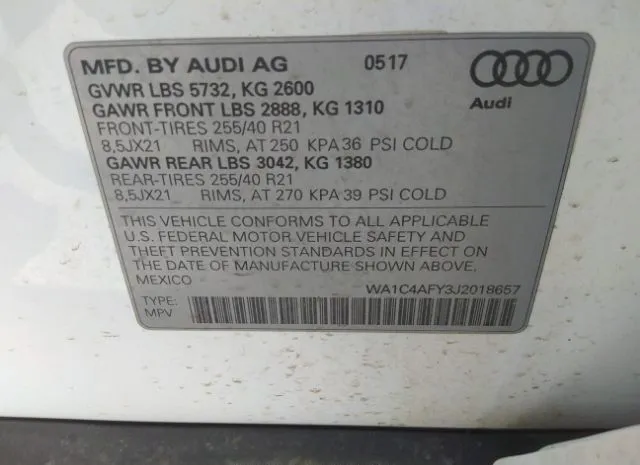 MFD. BY AUDI AG 0517
GVWR LBS 5732, KG 2600
GAWR FRONT LBS 2888, KG 1310
FRONT-TIRES 255/40 R21
8,5JX21 RIMS, AT 250 KPA 36 PSI COLD
GAWR REAR LBS 3042, KG 1380
REAR-TIRES 255/40 R21
8,5JX21 RIMS, AT 270 KPA 39 PSI COLD
Audi
THIS VEHICLE CONFORMS TO ALL APPLICABLE
U.S. FEDERAL MOTOR VEHICLE SAFETY AND
THEFT PREVENTION STANDARDS IN EFFECT ON
THE DATE OF MANUFACTURE SHOWN ABOVE.
MEXICO
WA1C4AFY3J2018657
TYPE:
MPV